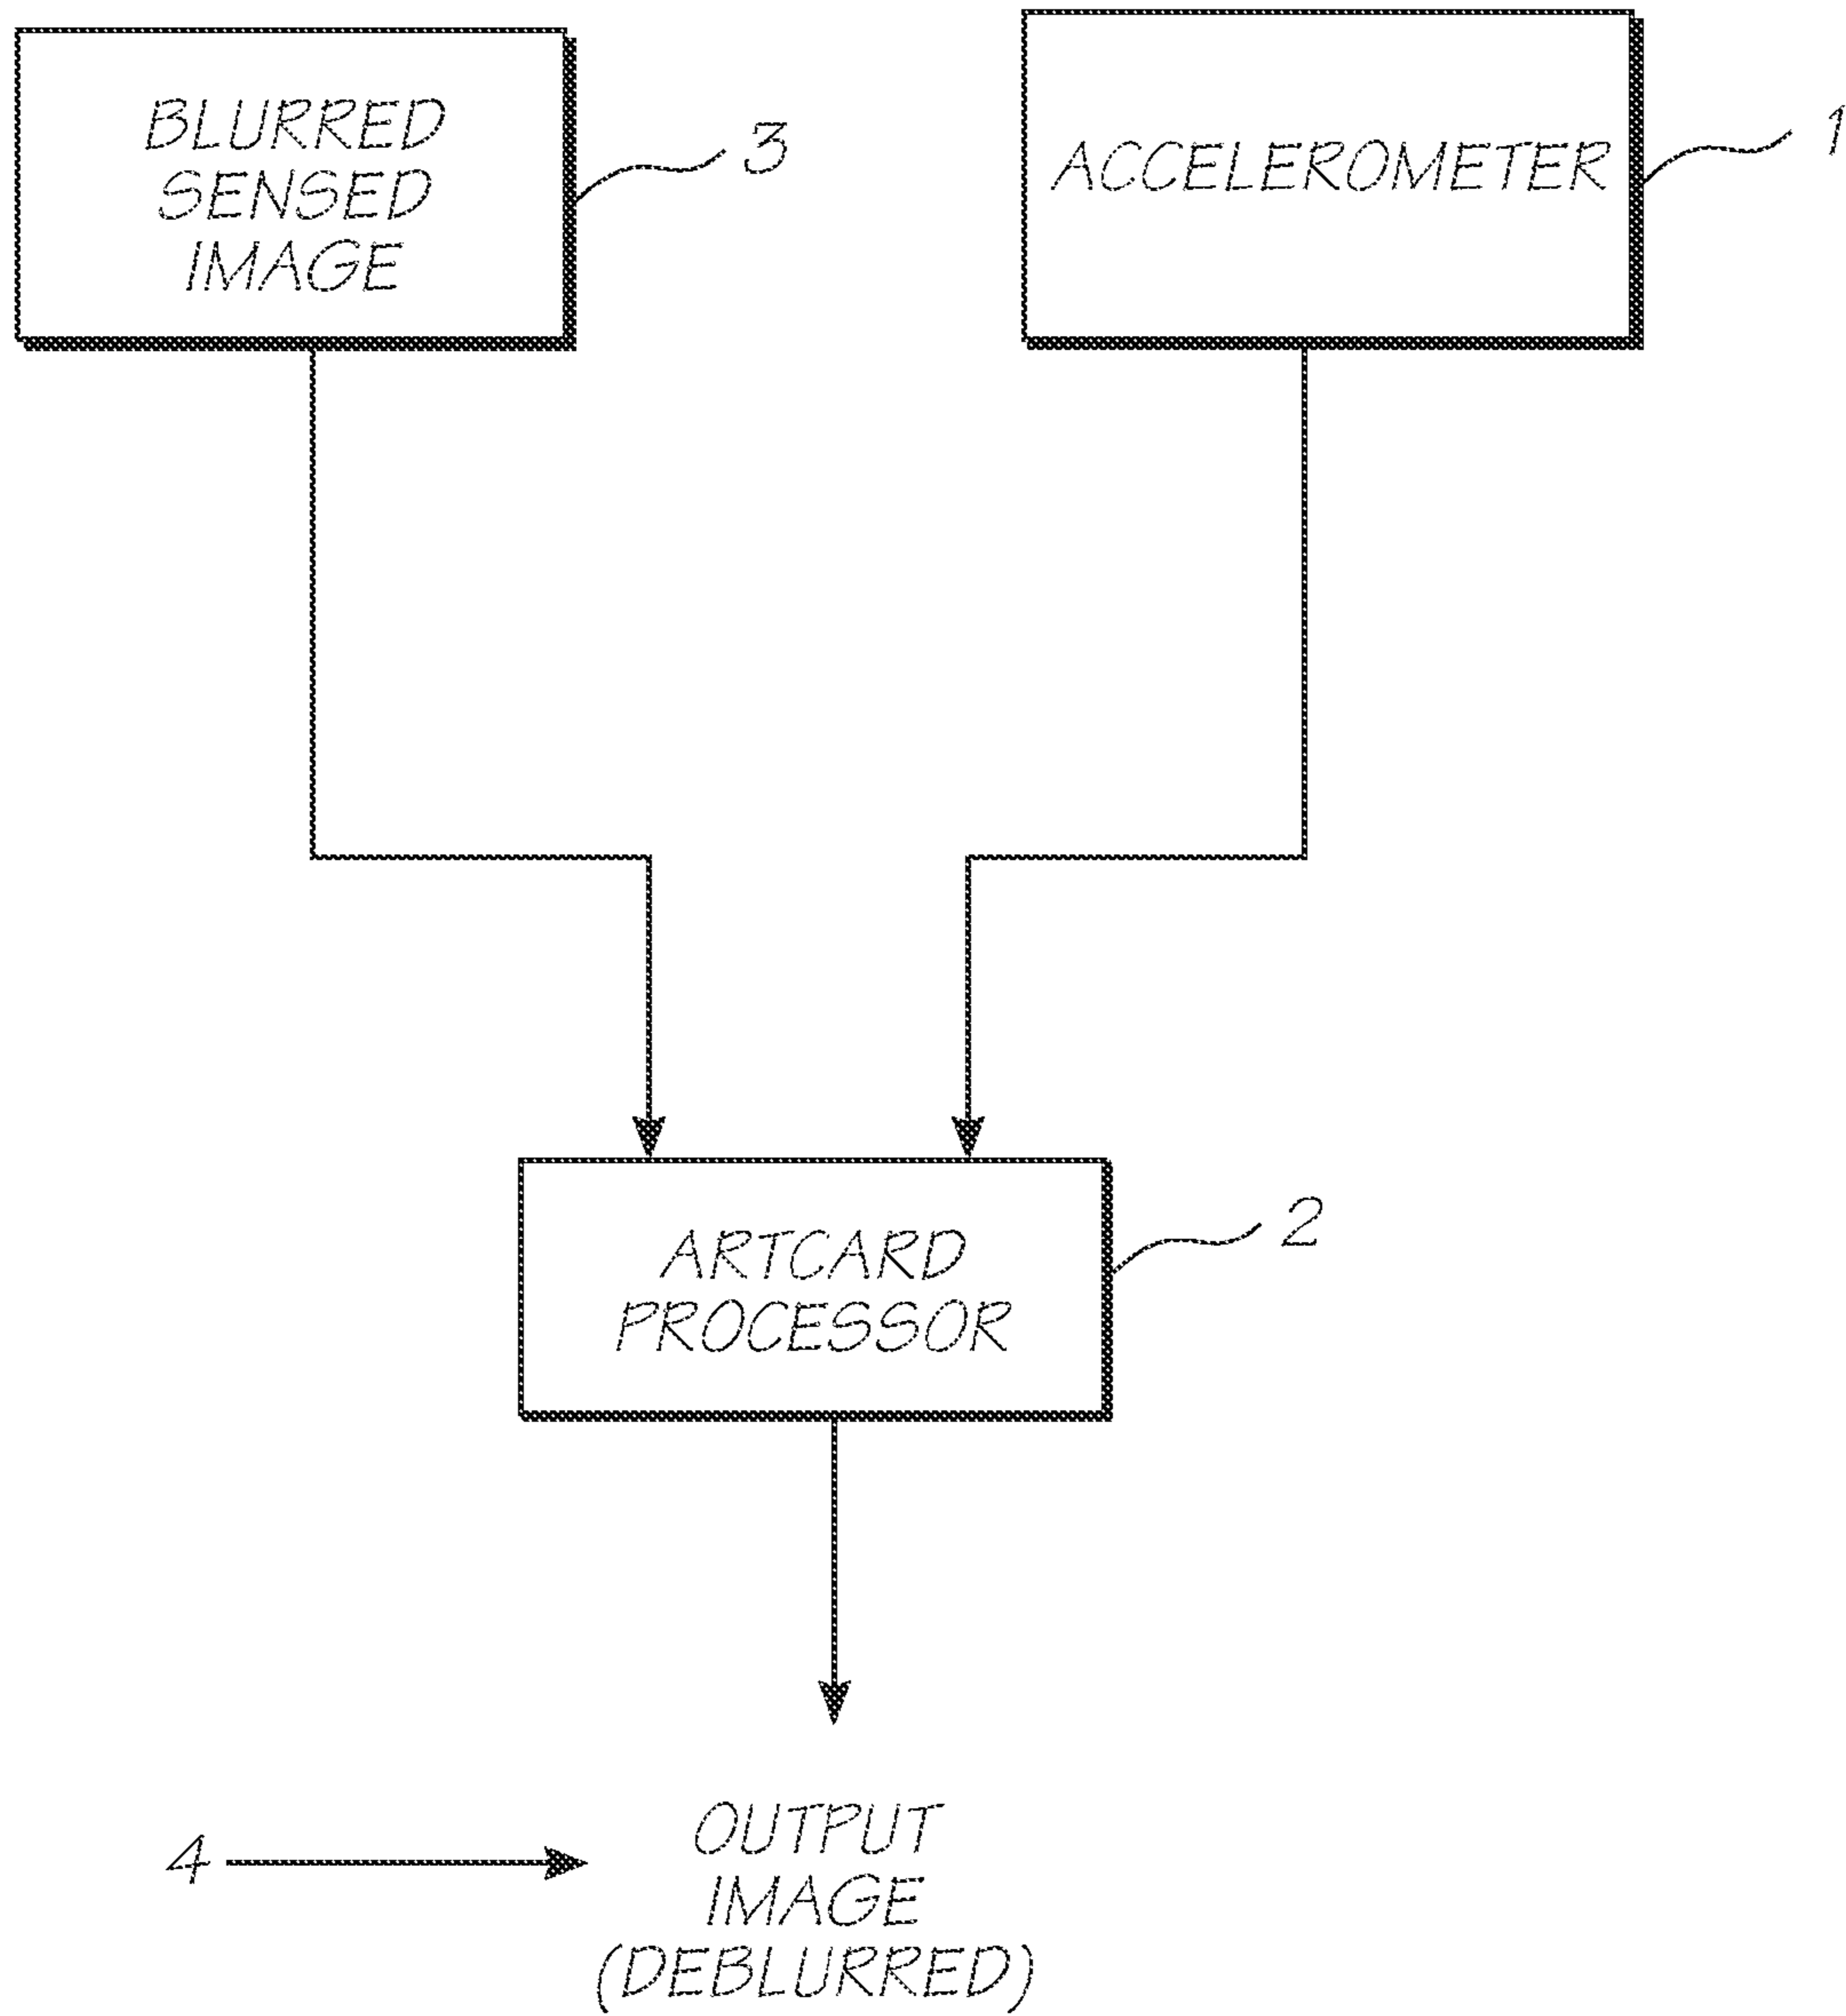 BLURRED
SENSED
IMAGE
3
ACCELEROMETER
1
ARTCARD
PROCESSOR
2
4
OUTPUT
IMAGE
(DEBLURRED)